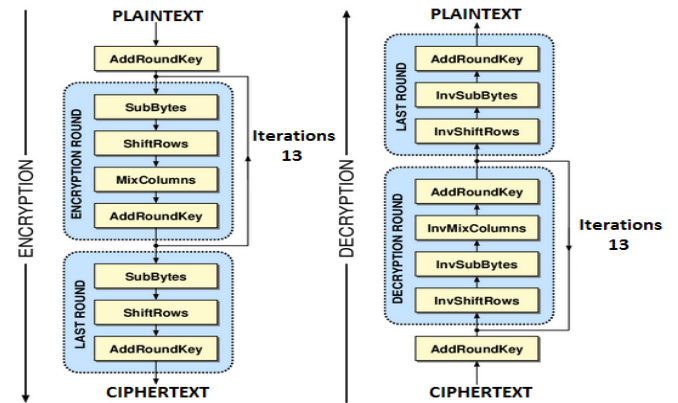 PLAINTEXT
AddRoundKey
ENCRYPTION
ENCRYPTION ROUND
SubBytes
ShiftRows
MixColumns
AddRoundKey
Iterations
13
LAST ROUND
SubBytes
ShiftRows
AddRoundKey
CIPHERTEXT
PLAINTEXT
DECRYPTION
LAST ROUND
AddRoundKey
InvSubBytes
InvShiftRows
DECRYPTION ROUND
AddRoundKey
InvMixColumns
InvSubBytes
InvShiftRows
Iterations
13
AddRoundKey
CIPHERTEXT